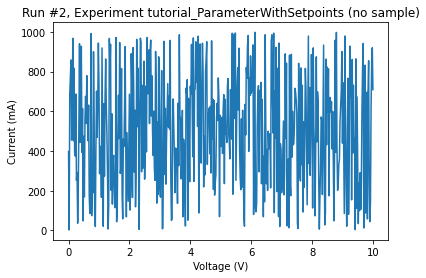 Run #2, Experiment tutorial_ParameterWithSetpoints (no sample)
1000
800
600
400
200
0
Current (mA)
0 2 4 6 8 10
Voltage (V)